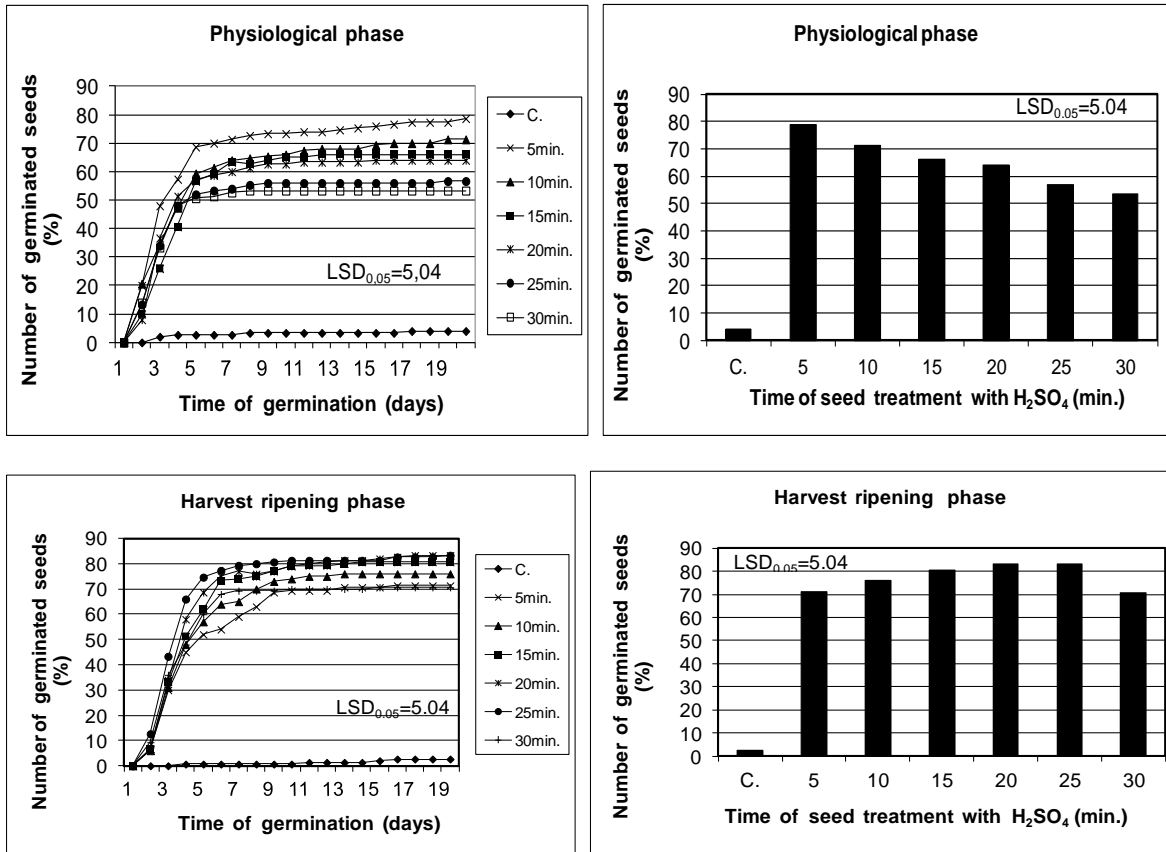 Physiological phase
Number of germinated seeds
(%)
90
80
70
60
50
40
30
20
10
0
1 3 5 7 9 11 13 15 17 19
Time of germination (days)
LSD0.05=5,04
C.
5min.
10min.
15min.
20min.
25min.
30min.
Physiological phase
LSD0.05=5.04
Number of germinated seeds
(%)
90
80
70
60
50
40
30
20
10
0
C. 5 10 15 20 25 30
Time of seed treatment with H2SO4 (min.)
Harvest ripening phase
Number of germinated seeds
(%)
90
80
70
60
50
40
30
20
10
0
1 3 5 7 9 11 13 15 17 19
Time of germination (days)
LSD0.05=5.04
C.
5min.
10min.
15min.
20min.
25min.
30min.
Harvest ripening phase
LSD0.05=5.04
Number of germinated seeds
(%)
90
80
70
60
50
40
30
20
10
0
C. 5 10 15 20 25 30
Time of seed treatment with H2SO4 (min.)